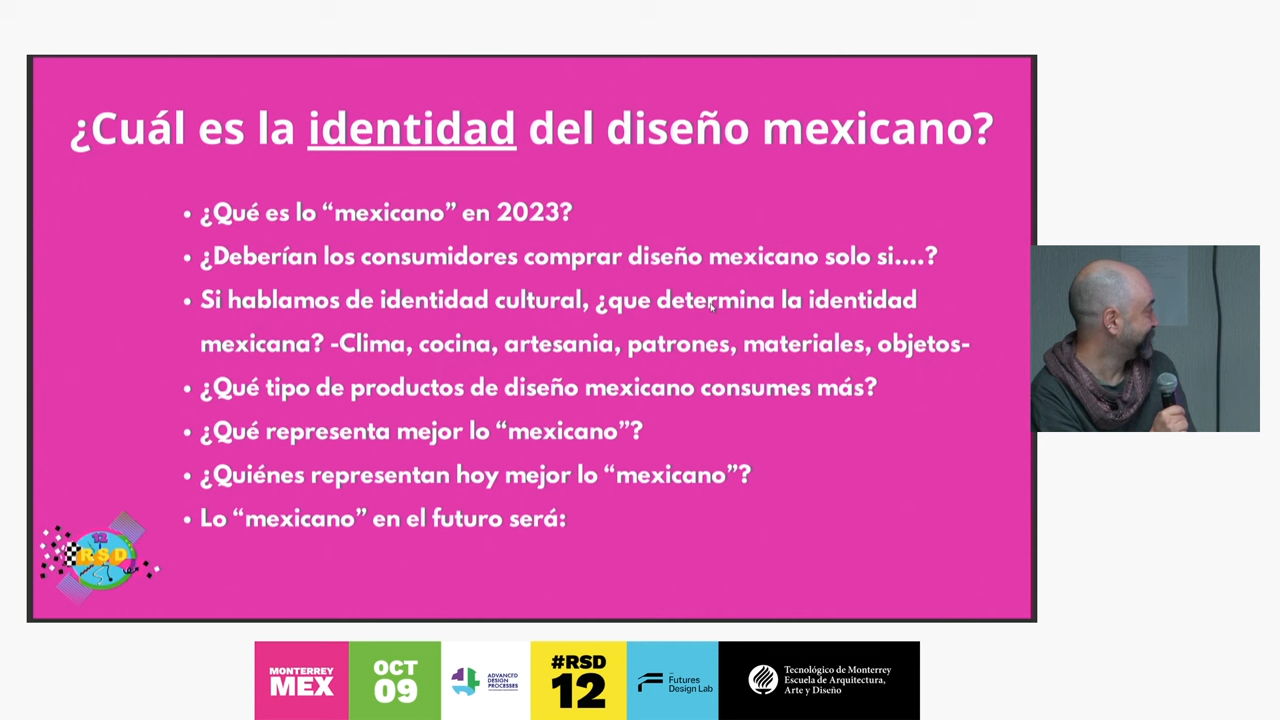 ¿Cuál es la identidad del diseño mexicano?
• ¿Qué es lo “mexicano” en 2023?
• ¿Deberían los consumidores comprar diseño mexicano solo si....?
• Si hablamos de identidad cultural, ¿que determina la identidad
mexicana? -Clima, cocina, artesania, patrones, materiales, objetos-
• ¿Qué tipo de productos de diseño mexicano consumes más?
• ¿Qué representa mejor lo “mexicano”?
• ¿Quiénes representan hoy mejor lo “mexicano”?
• Lo “mexicano” en el futuro será:
12
RSD
MONTERREY
MEX
OCT
09
ADVANCED
DESIGN
PROCESSES
#RSD
12
Futures
Design Lab
Tecnológico de Monterrey
Escuela de Arquitectura,
Arte y Diseño